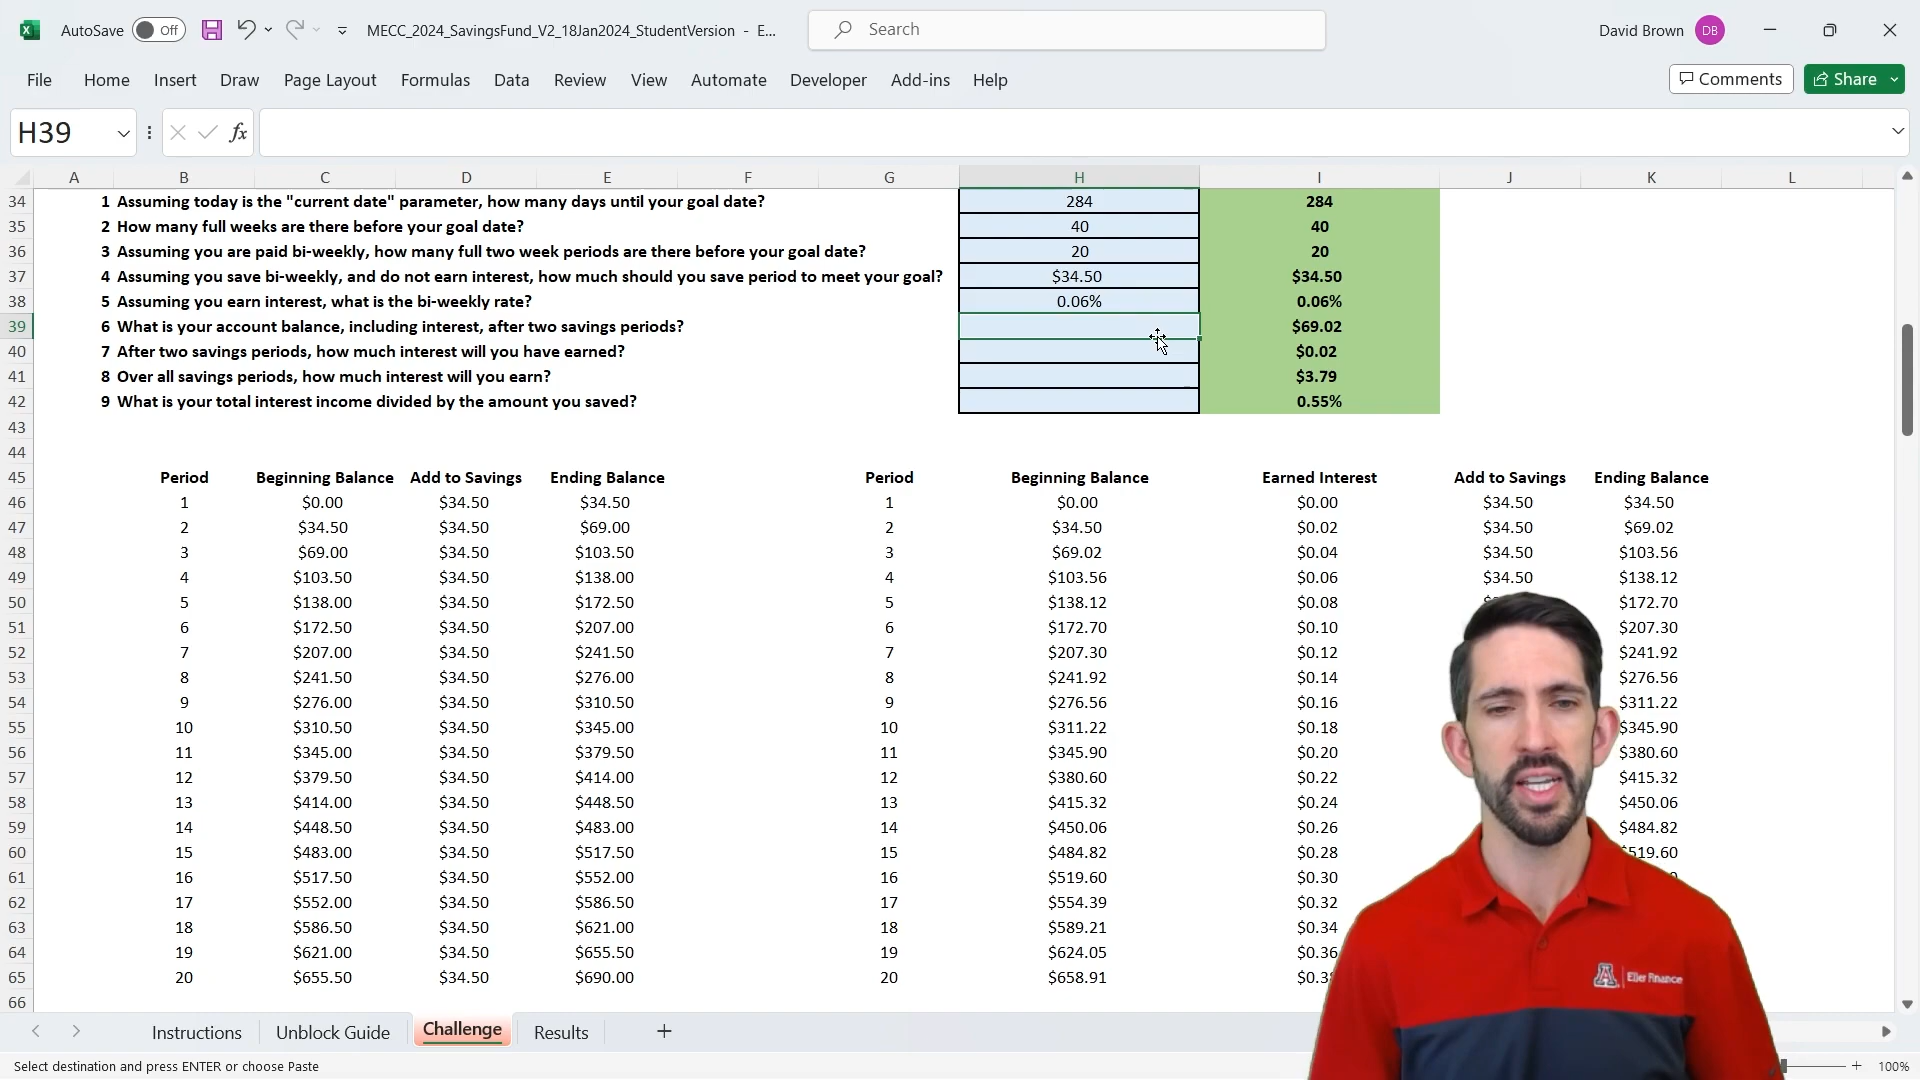 AutoSave Off MECC_2024_SavingsFund_V2_18Jan2024_StudentVersion - E... Search David Brown DB
File Home Insert Draw Page Layout Formulas Data Review View Automate Developer Add-ins Help Comments Share
H39 fx
A B C D E F G H I J K L
34 1 Assuming today is the "current date" parameter, how many days until your goal date? 284 284
35 2 How many full weeks are there before your goal date? 40 40
36 3 Assuming you are paid bi-weekly, how many full two week periods are there before your goal date? 20 20
37 4 Assuming you save bi-weekly, and do not earn interest, how much should you save period to meet your goal? $34.50 $34.50
38 5 Assuming you earn interest, what is the bi-weekly rate? 0.06% 0.06%
39 6 What is your account balance, including interest, after two savings periods? $69.02
40 7 After two savings periods, how much interest will you have earned? $0.02
41 8 Over all savings periods, how much interest will you earn? $3.79
42 9 What is your total interest income divided by the amount you saved? 0.55%
43
44
45 Period Beginning Balance Add to Savings Ending Balance Period Beginning Balance Earned Interest Add to Savings Ending Balance
46 1 $0.00 $34.50 $34.50 1 $0.00 $0.00 $34.50 $34.50
47 2 $34.50 $34.50 $69.00 2 $34.50 $0.02 $34.50 $69.02
48 3 $69.00 $34.50 $103.50 3 $69.02 $0.04 $34.50 $103.56
49 4 $103.50 $34.50 $138.00 4 $103.56 $0.06 $34.50 $138.12
50 5 $138.00 $34.50 $172.50 5 $138.12 $0.08 $172.70
51 6 $172.50 $34.50 $207.00 6 $172.70 $0.10 $207.30
52 7 $207.00 $34.50 $241.50 7 $207.30 $0.12 $241.92
53 8 $241.50 $34.50 $276.00 8 $241.92 $0.14 $276.56
54 9 $276.00 $34.50 $310.50 9 $276.56 $0.16 $311.22
55 10 $310.50 $34.50 $345.00 10 $311.22 $0.18 $345.90
56 11 $345.00 $34.50 $379.50 11 $345.90 $0.20 $380.60
57 12 $379.50 $34.50 $414.00 12 $380.60 $0.22 $415.32
58 13 $414.00 $34.50 $448.50 13 $415.32 $0.24 $450.06
59 14 $448.50 $34.50 $483.00 14 $450.06 $0.26 $484.82
60 15 $483.00 $34.50 $517.50 15 $484.82 $0.28 $519.60
61 16 $517.50 $34.50 $552.00 16 $519.60 $0.30
62 17 $552.00 $34.50 $586.50 17 $554.39 $0.32
63 18 $586.50 $34.50 $621.00 18 $589.21 $0.34
64 19 $621.00 $34.50 $655.50 19 $624.05 $0.36
65 20 $655.50 $34.50 $690.00 20 $658.91
66
A Eller Finance
Instructions Unblock Guide Challenge Results
Select destination and press ENTER or choose Paste 100%